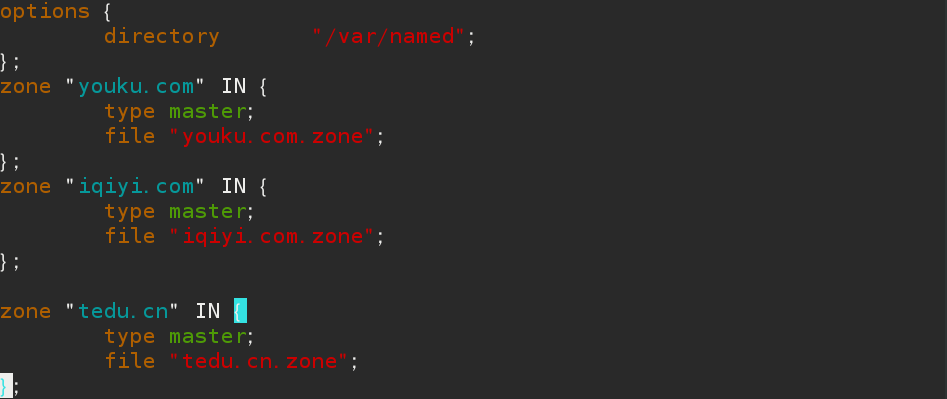 options {
        directory       "/var/named";
};
zone "youku.com" IN {
        type master;
        file "youku.com.zone";
};
zone "iqiyi.com" IN {
        type master;
        file "iqiyi.com.zone";
};

zone "tedu.cn" IN {
        type master;
        file "tedu.cn.zone";
};